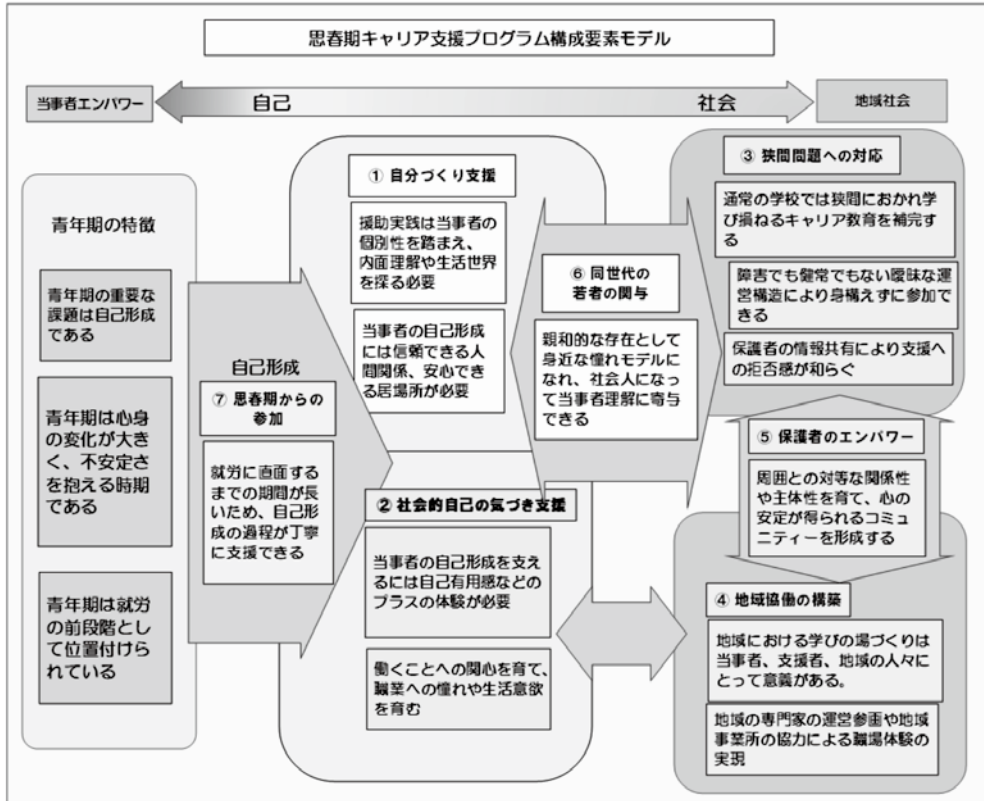 思春期キャリア支援プログラム構成要素モデル
当事者エンパワー
自己
社会
地域社会
青年期の特徴
青年期の重要な
課題は自己形成
である
青年期は心身
の変化が大き
く、不安定さ
を抱える時期
である
青年期は就労
の前段階とし
て位置付けら
れている
自己形成
⑦ 思春期からの
参加
就労に直面する
までの期間が長
いため、自己形
成の過程が丁寧
に支援できる
① 自分づくり支援
援助実践は当事者の
個別性を踏まえ、
内面理解や生活世界
を探る必要
当事者の自己形成
には信頼できる人
間関係、安心でき
る居場所が必要
② 社会的自己の気づき支援
当事者の自己形成を支え
るには自己有用感などの
プラスの体験が必要
働くことへの関心を育て、
職業への憧れや生活意欲
を育む
⑥ 同世代の
若者の関与
親和的な存在として
身近な憧れモデルに
なれ、社会人になって
当事者理解に寄与
できる
③ 狭間問題への対応
通常の学校では狭間におかれ学
び損ねるキャリア教育を補完す
る
障害でも健常でもない曖昧な運
営構造により身構えずに参加で
きる
保護者の情報共有により支援へ
の拒否感が和らぐ
⑤ 保護者のエンパワー
周囲との対等な関係性
や主体性を育て、心の
安定が得られるコミュ
ニティーを形成する
④ 地域協働の構築
地域における学びの場づくりは
当事者、支援者、地域の人々に
とって意義がある。
地域の専門家の運営参画や地域
事業所の協力による職場体験の
実現